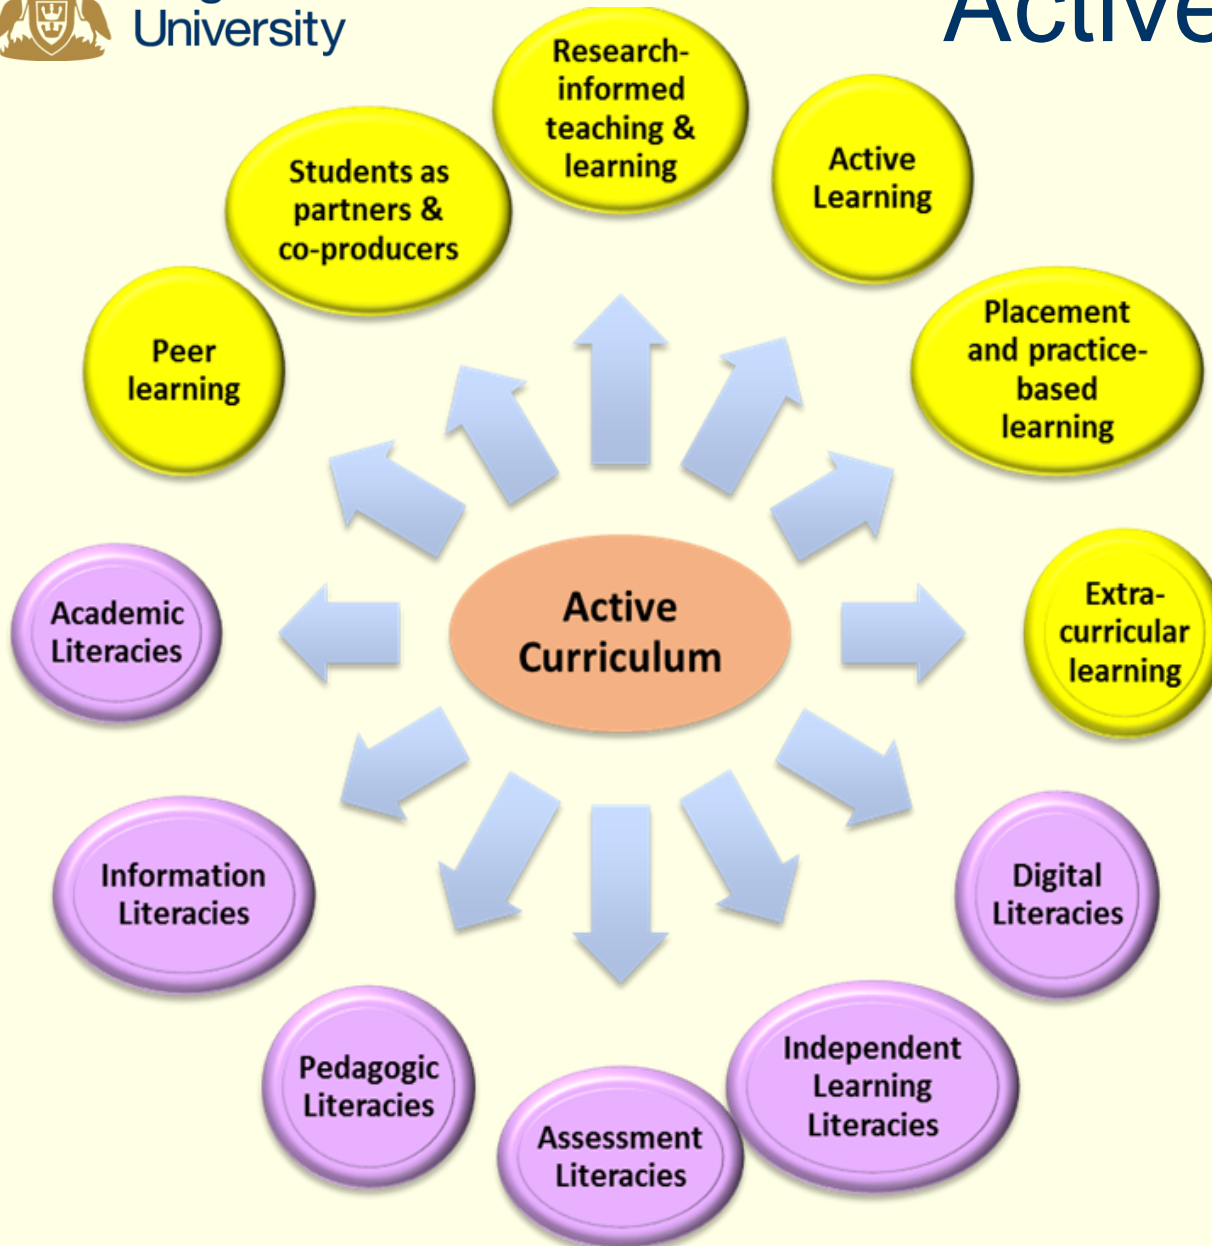 University
Active
Research-
informed
teaching &
learning
Active
Learning
Students as
partners &
co-producers
Placement
and practice-
based
learning
Peer
learning
Extra-
curricular
learning
Active
Curriculum
Academic
Literacies
Information
Literacies
Digital
Literacies
Pedagogic
Literacies
Independent
Learning
Literacies
Assessment
Literacies